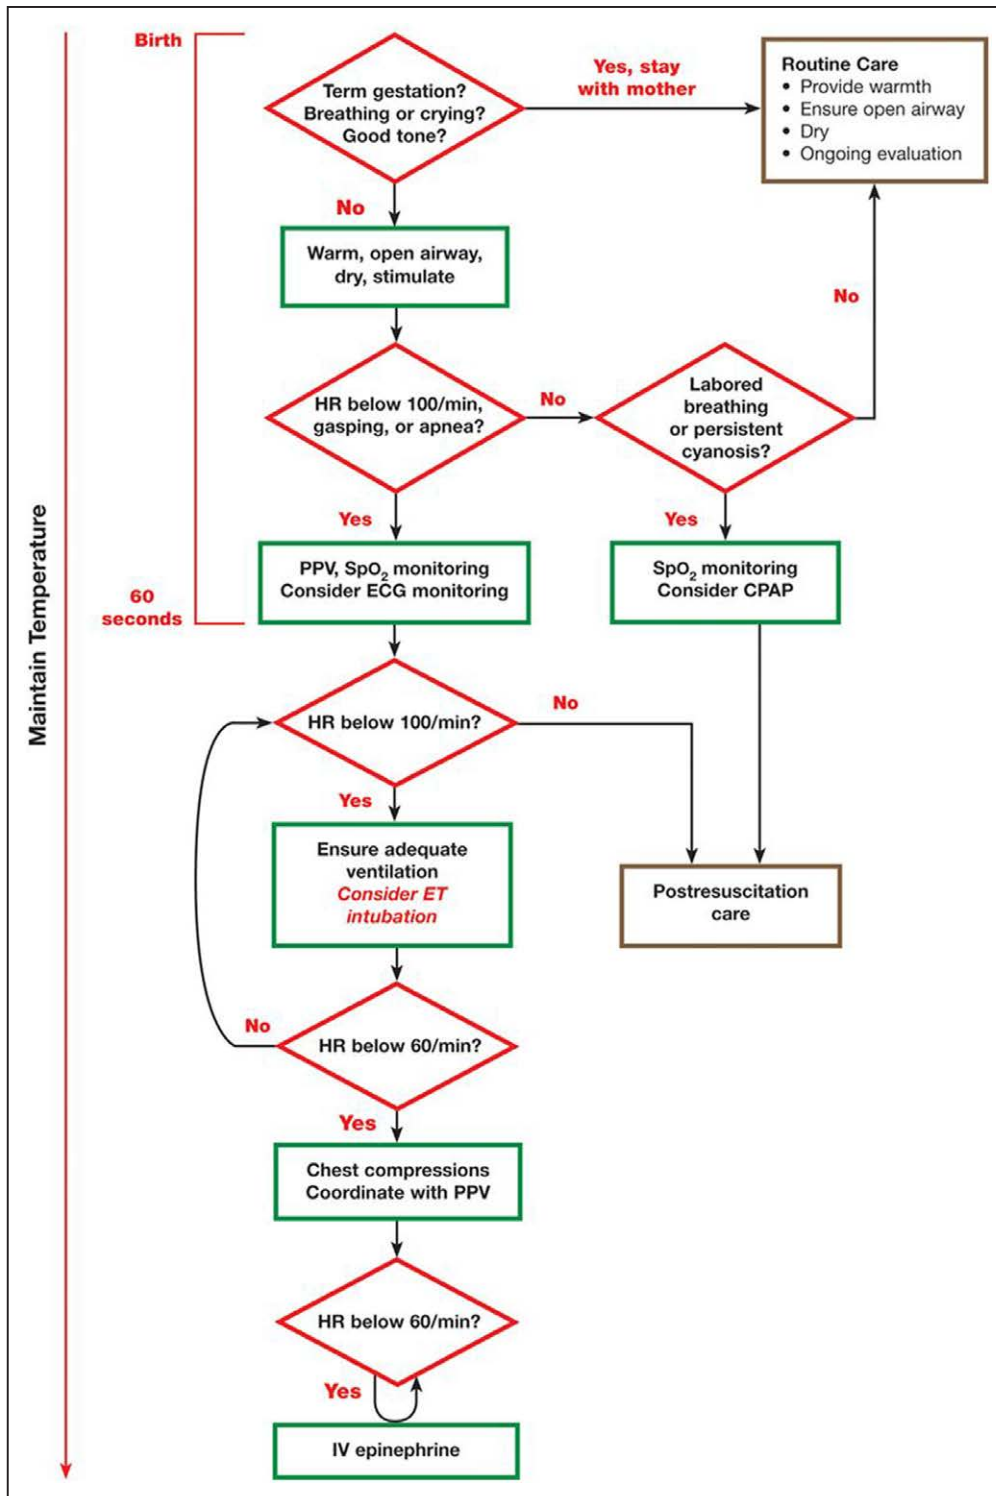 Birth
Term gestation?
Breathing or crying?
Good tone?
Yes, stay
with mother
Routine Care
• Provide warmth
• Ensure open airway
• Dry
• Ongoing evaluation
No
Warm, open airway,
dry, stimulate
HR below 100/min,
gasping, or apnea?
No
Labored
breathing
or persistent
cyanosis?
No
Yes
Yes
PPV, SpO₂ monitoring
Consider ECG monitoring
SpO₂ monitoring
Consider CPAP
60
seconds
Maintain Temperature
HR below 100/min?
No
Yes
Ensure adequate
ventilation
Consider ET
intubation
Postresuscitation
care
HR below 60/min?
No
Yes
Chest compressions
Coordinate with PPV
HR below 60/min?
Yes
IV epinephrine